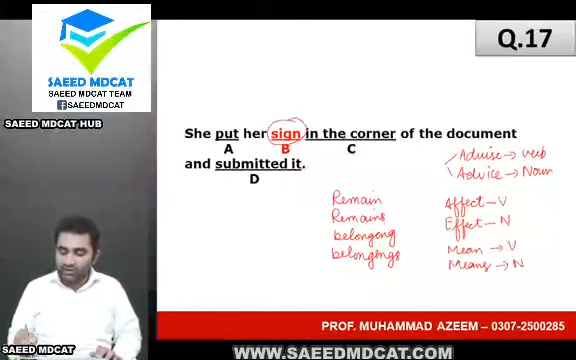 Q.17
SAEED MDCAT
SAEED MDCAT TEAM
SAEEDMDCAT
SAEED MDCAT HUB
She put her sign in the corner of the document
A B C
and submitted it.
D
Advise → verb
Advice → Noun
Remain
Remains
belonging
belongings
Affect – V
Effect – N
Mean → V
Means → N
PROF. MUHAMMAD AZEEM – 0307-2500285
SAEED MDCAT
WWW.SAEEDMDCAT.COM